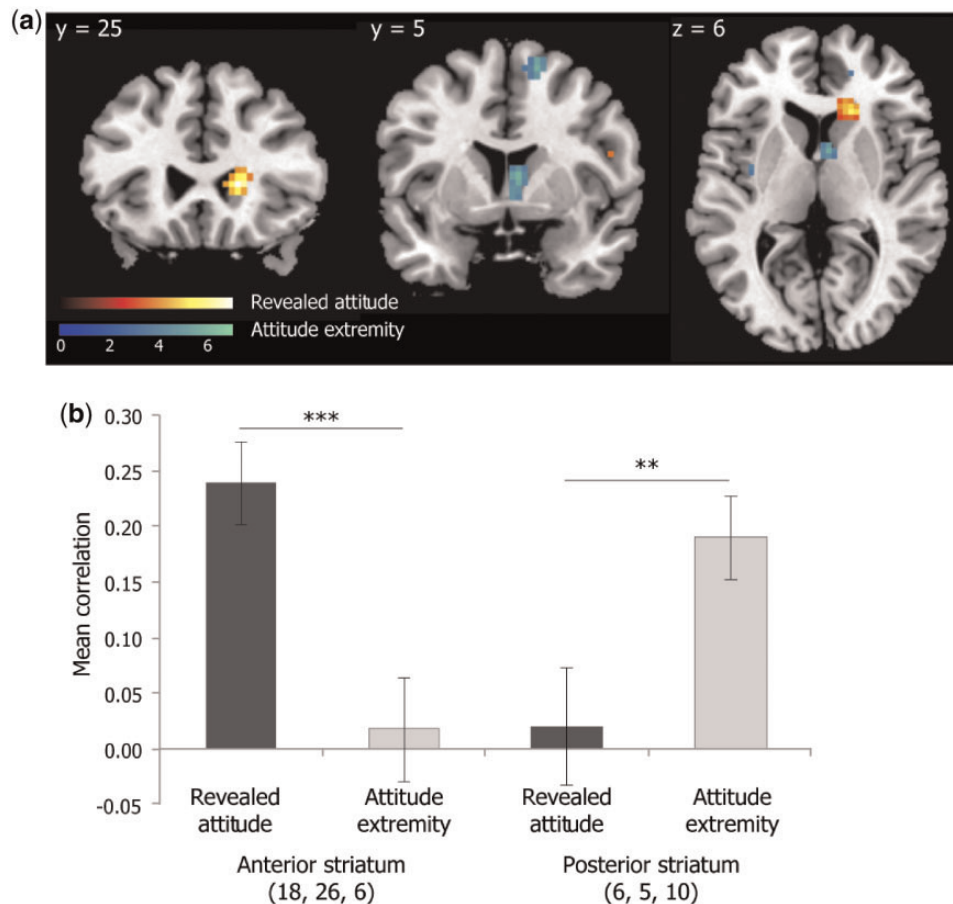 (a)
y = 25
y = 5
z = 6
Revealed attitude
Attitude extremity
0 2 4 6
(b)
Mean correlation
0.30
0.25
0.20
0.15
0.10
0.05
0.00
-0.05
***
**
Revealed attitude
Attitude extremity
Revealed attitude
Attitude extremity
Anterior striatum
(18, 26, 6)
Posterior striatum
(6, 5, 10)